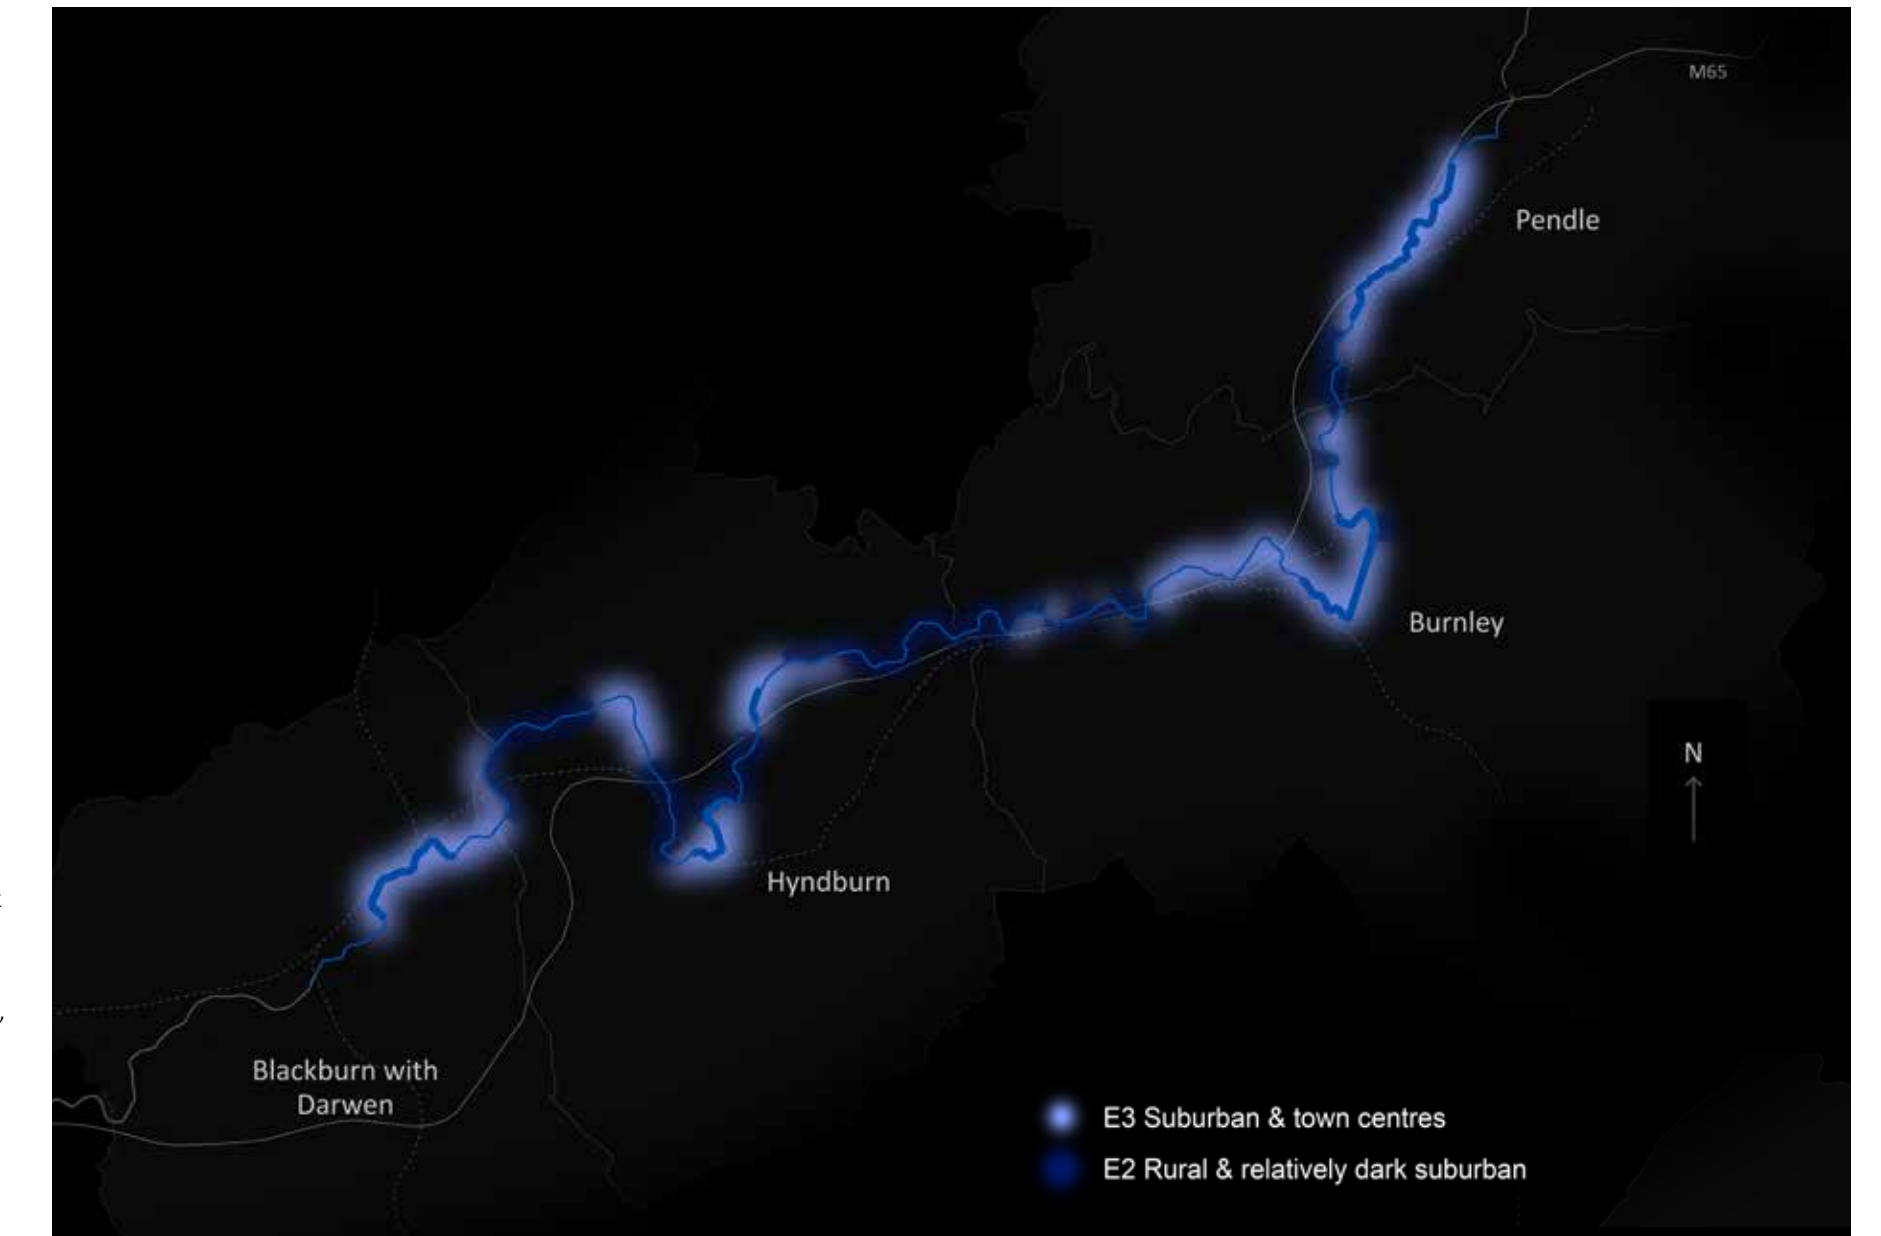 M65
Pendle
Burnley
N
Hyndburn
Blackburn with
Darwen
E3 Suburban & town centres
E2 Rural & relatively dark suburban